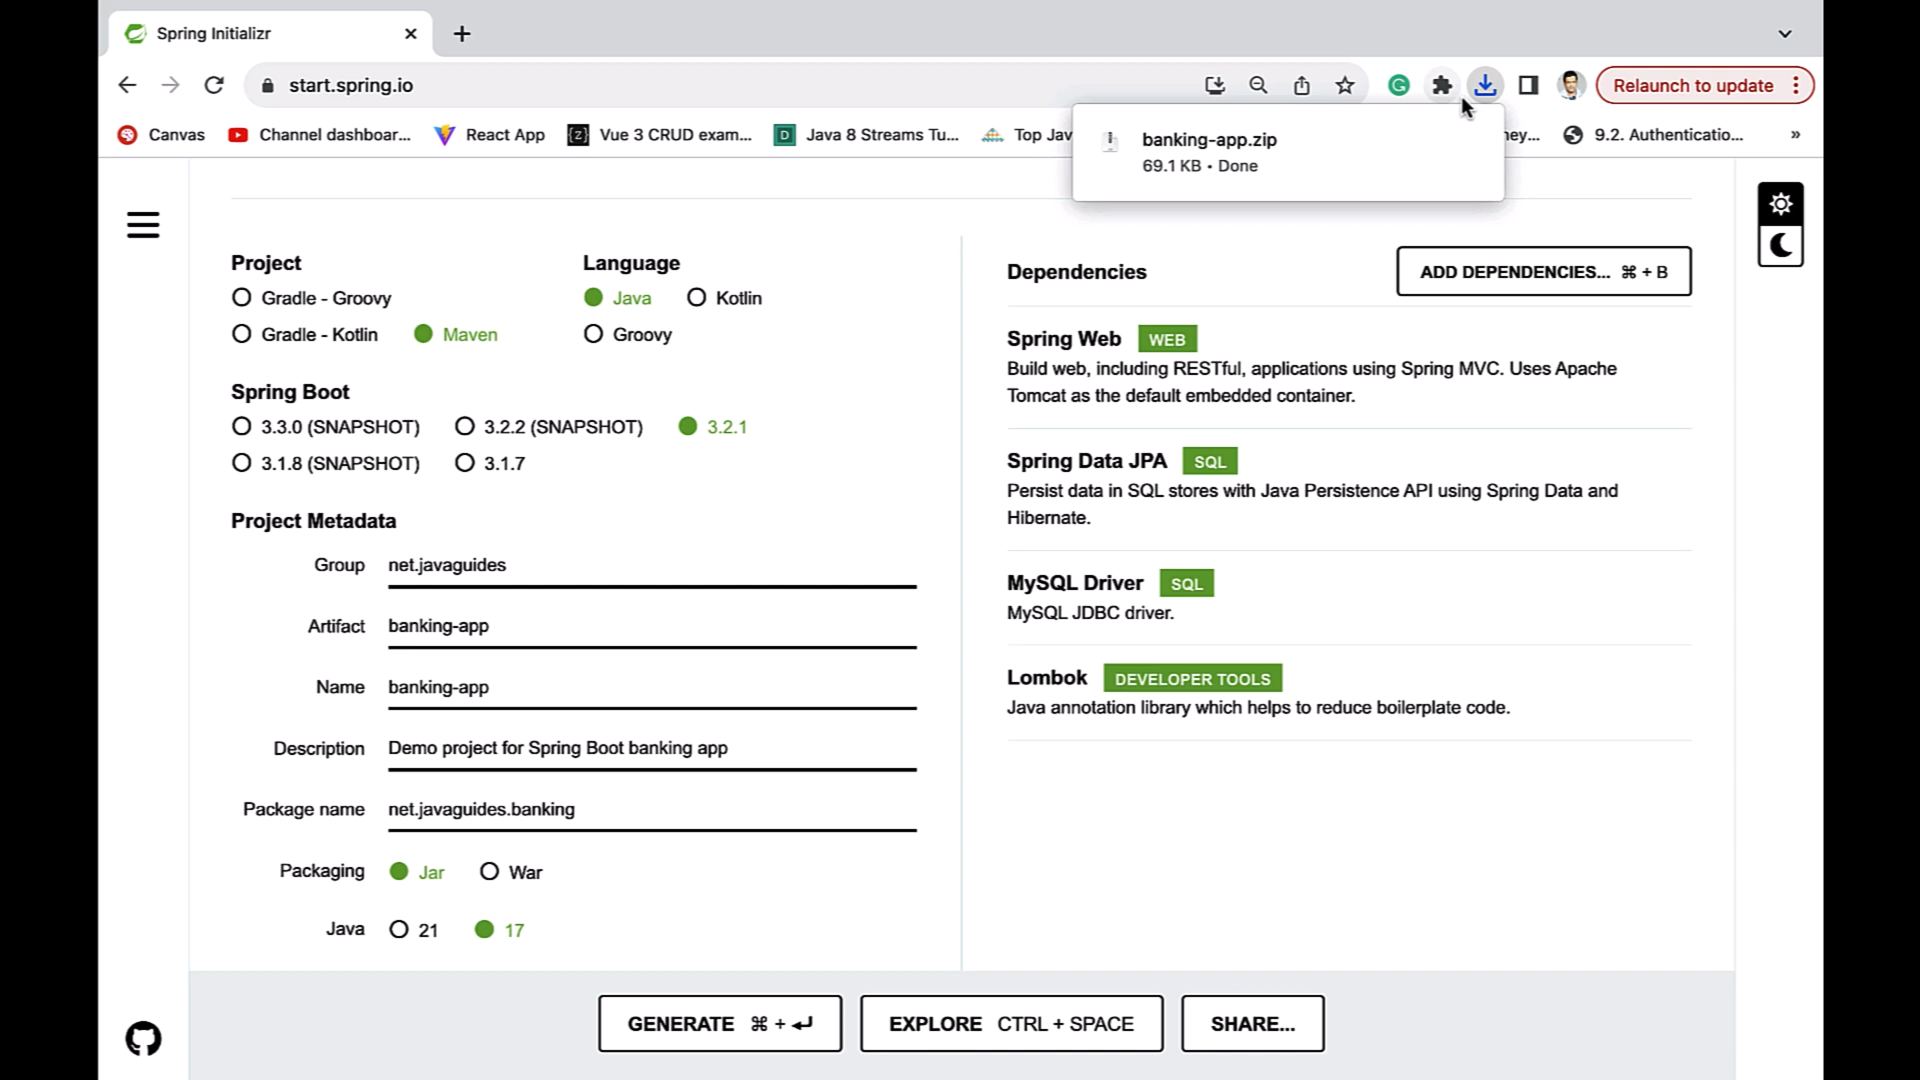 Spring Initializr
start.spring.io
Relaunch to update
Canvas
Channel dashboar...
React App
Vue 3 CRUD exam...
Java 8 Streams Tu...
Top Jav
ney...
9.2. Authenticatio...
»
banking-app.zip
69.1 KB • Done
Project
Gradle - Groovy
Gradle - Kotlin
Maven
Language
Java
Kotlin
Groovy
Spring Boot
3.3.0 (SNAPSHOT)
3.2.2 (SNAPSHOT)
3.2.1
3.1.8 (SNAPSHOT)
3.1.7
Project Metadata
Group net.javaguides
Artifact banking-app
Name banking-app
Description Demo project for Spring Boot banking app
Package name net.javaguides.banking
Packaging Jar War
Java 21 17
Dependencies
ADD DEPENDENCIES... ⌘ + B
Spring Web WEB
Build web, including RESTful, applications using Spring MVC. Uses Apache
Tomcat as the default embedded container.
Spring Data JPA SQL
Persist data in SQL stores with Java Persistence API using Spring Data and
Hibernate.
MySQL Driver SQL
MySQL JDBC driver.
Lombok DEVELOPER TOOLS
Java annotation library which helps to reduce boilerplate code.
GENERATE ⌘ + ↵
EXPLORE CTRL + SPACE
SHARE...